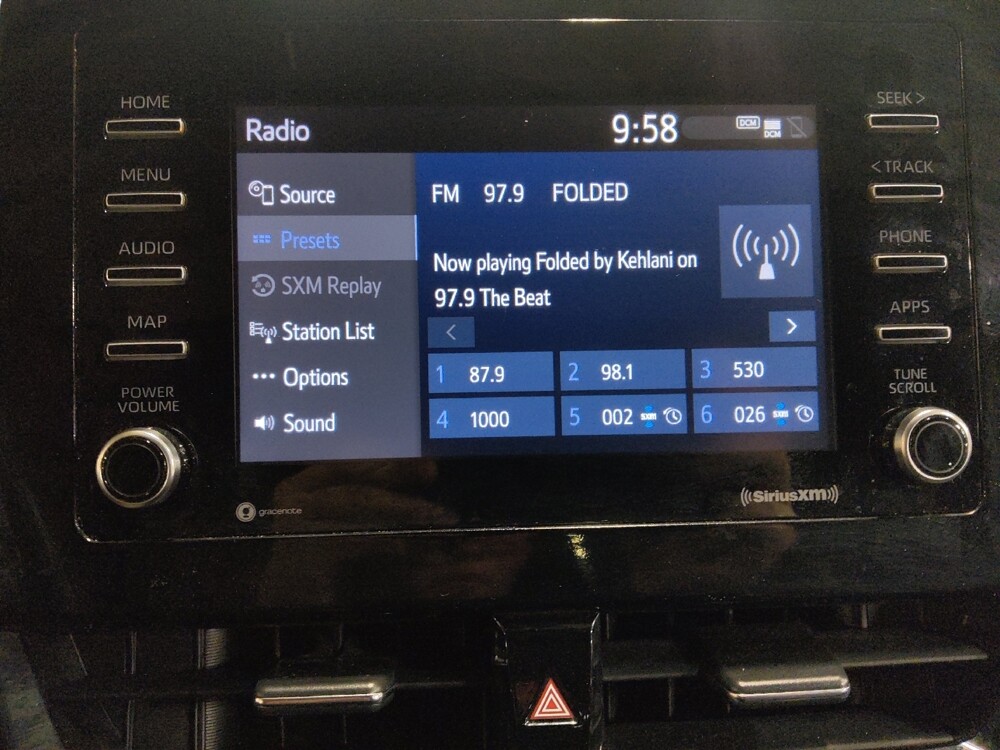 HOME
MENU
AUDIO
MAP
POWER
VOLUME
Radio
9:58
DCM
DCM
Source
Presets
SXM Replay
Station List
Options
Sound
FM 97.9 FOLDED
Now playing Folded by Kehlani on
97.9 The Beat
<
>
1 87.9
2 98.1
3 530
4 1000
5 002 SXM
6 026 SXM
SEEK >
< TRACK
PHONE
APPS
TUNE
SCROLL
gracenote
SiriusXM